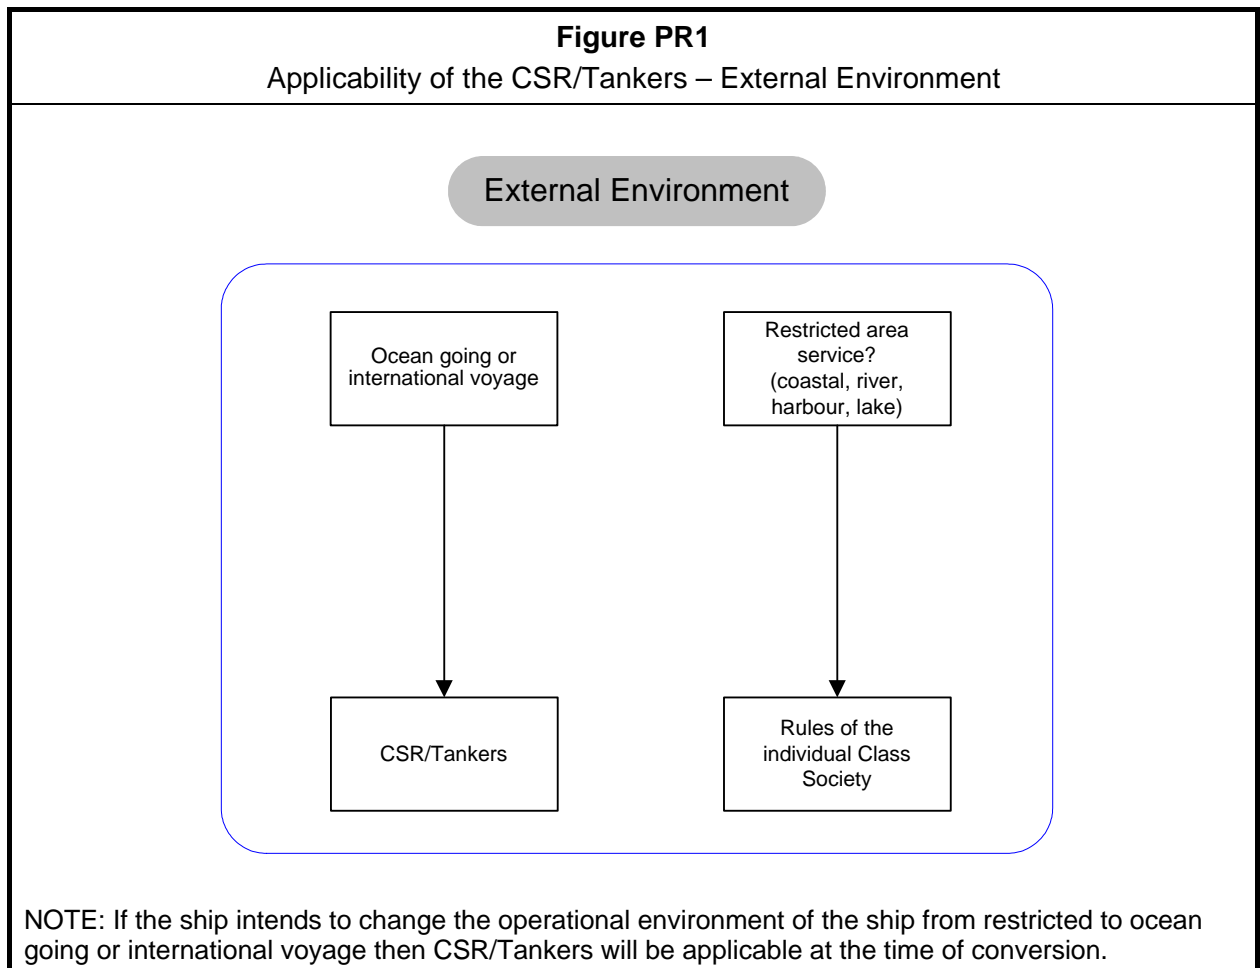 Figure PR1
Applicability of the CSR/Tankers – External Environment
External Environment
Ocean going or
international voyage
Restricted area
service?
(coastal, river,
harbour, lake)
CSR/Tankers
Rules of the
individual Class
Society
NOTE: If the ship intends to change the operational environment of the ship from restricted to ocean
going or international voyage then CSR/Tankers will be applicable at the time of conversion.